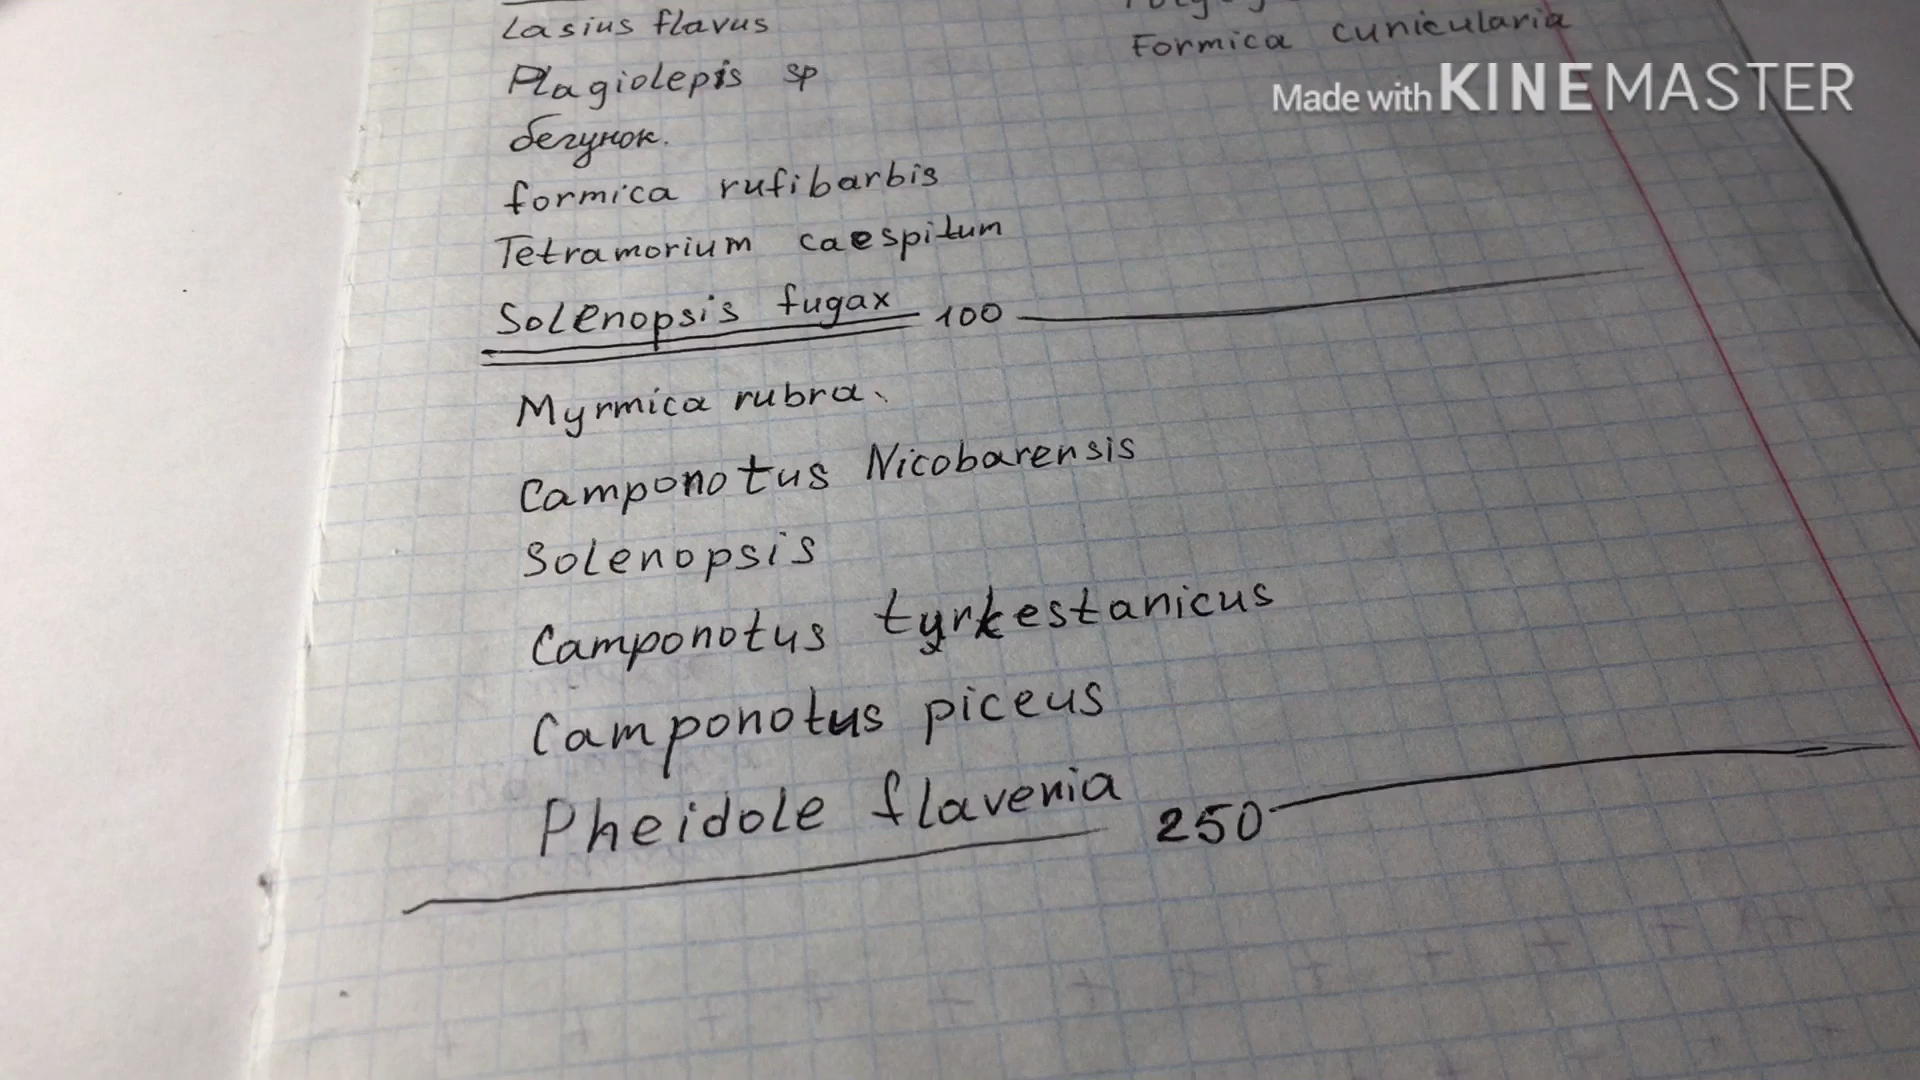 Lasius flavus
Formica cunicularia
Made with KINEMASTER
Plagiolepis sp
бегунок.
formica rufibarbis
Tetramorium caespitum
Solenopsis fugax 100
Myrmica rubra.
Camponotus Nicobarensis
Solenopsis
Camponotus tyrkestanicus
Camponotus piceus
Pheidole flavenia 250